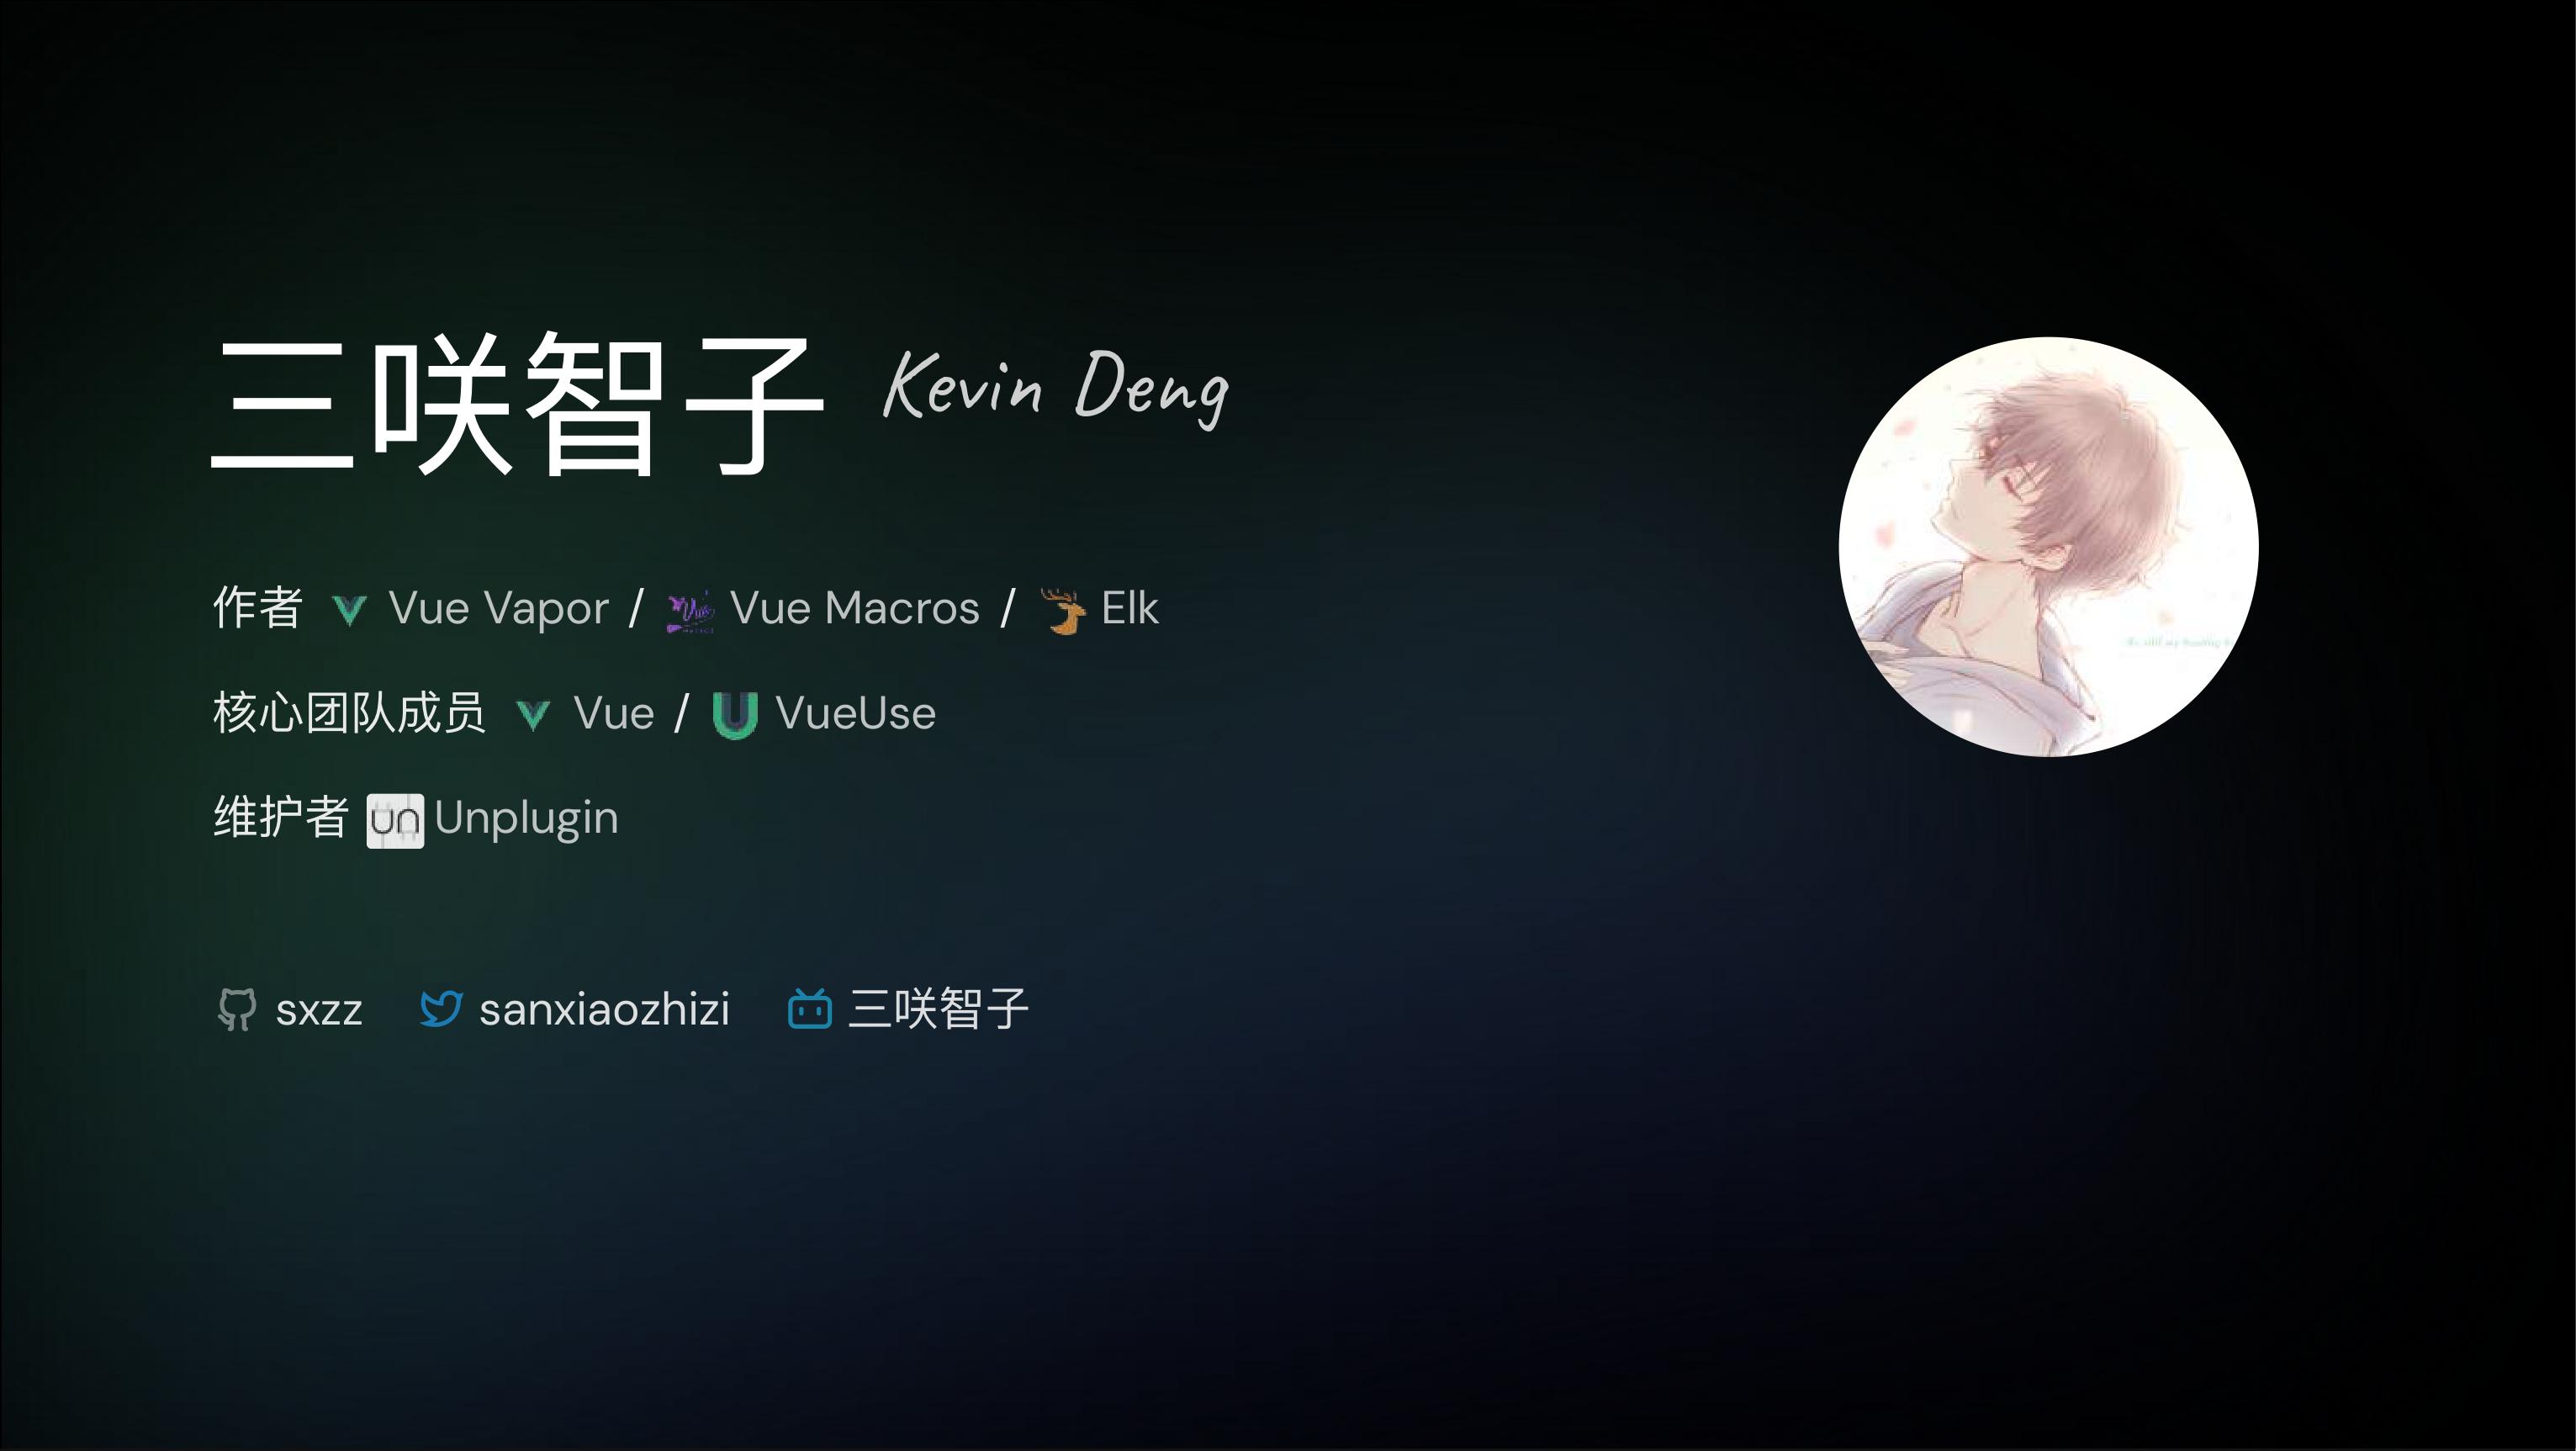 三咲智子 Kevin Deng
作者 Vue Vapor / Vue Macros / Elk
核心团队成员 Vue / VueUse
维护者 un Unplugin
sxzz sanxiaozhizi 三咲智子